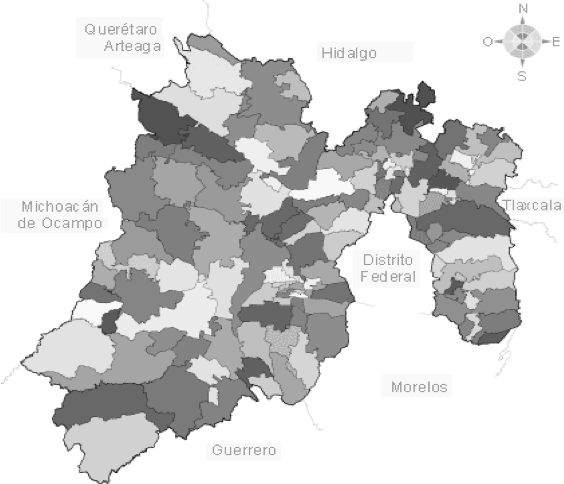 Querétaro
Arteaga
Hidalgo
N
O
E
S
Michoacán
de Ocampo
Tlaxcala
Distrito
Federal
Morelos
Guerrero